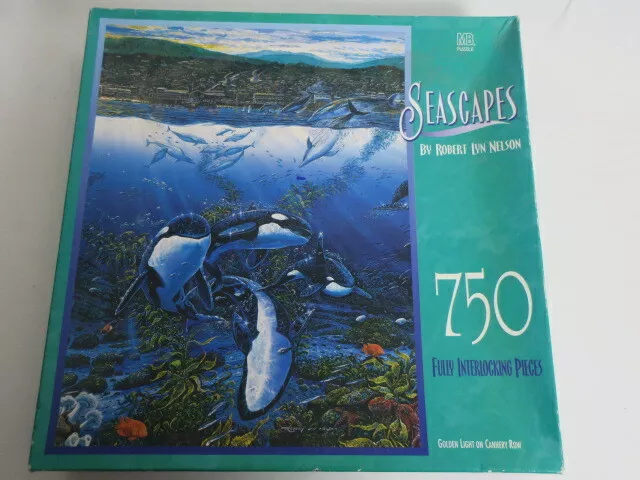 MB
PUZZLE
SEASCAPES
BY ROBERT LYN NELSON
750
FULLY INTERLOCKING PIECES
GOLDEN LIGHT ON CANNERY ROW